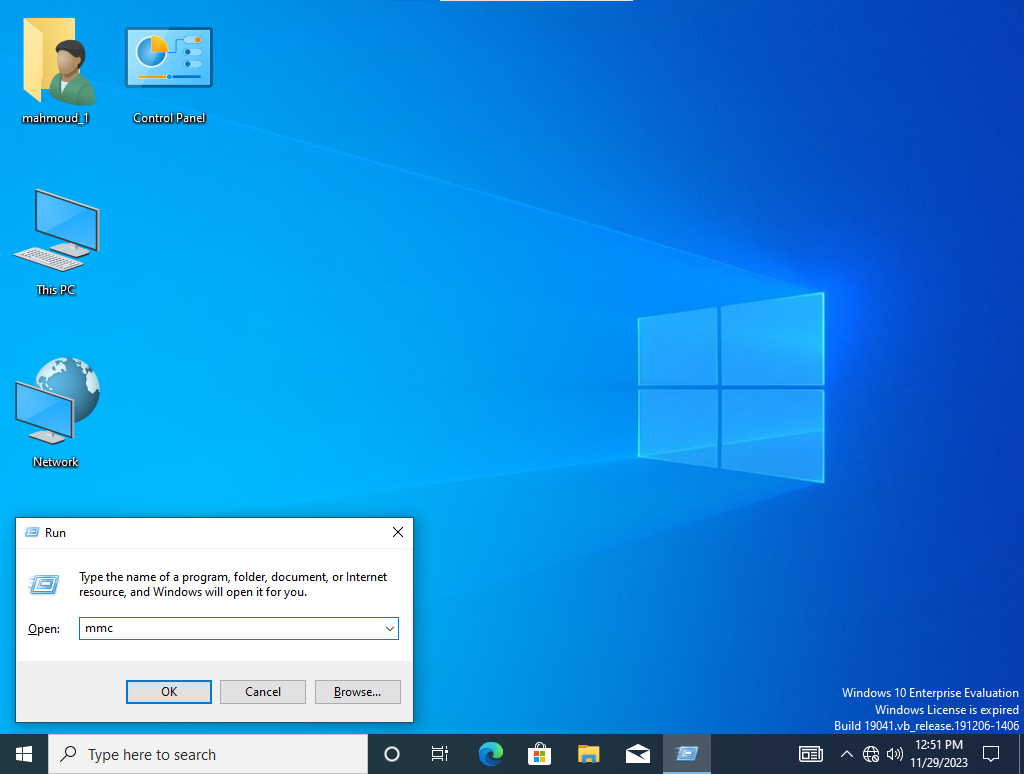 mahmoud_1
Control Panel
This PC
Network
Run
Type the name of a program, folder, document, or Internet
resource, and Windows will open it for you.
Open:
mmc
OK
Cancel
Browse...
Windows 10 Enterprise Evaluation
Windows License is expired
Build 19041.vb_release.191206-1406
Type here to search
12:51 PM
11/29/2023